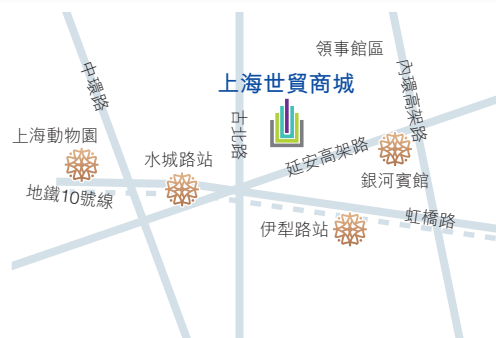 領事館區
中環路
上海世貿商城
內環高架路
上海動物園
古北路
水城路站
延安高架路
銀河賓館
地鐵10號線
虹橋路
伊犁路站